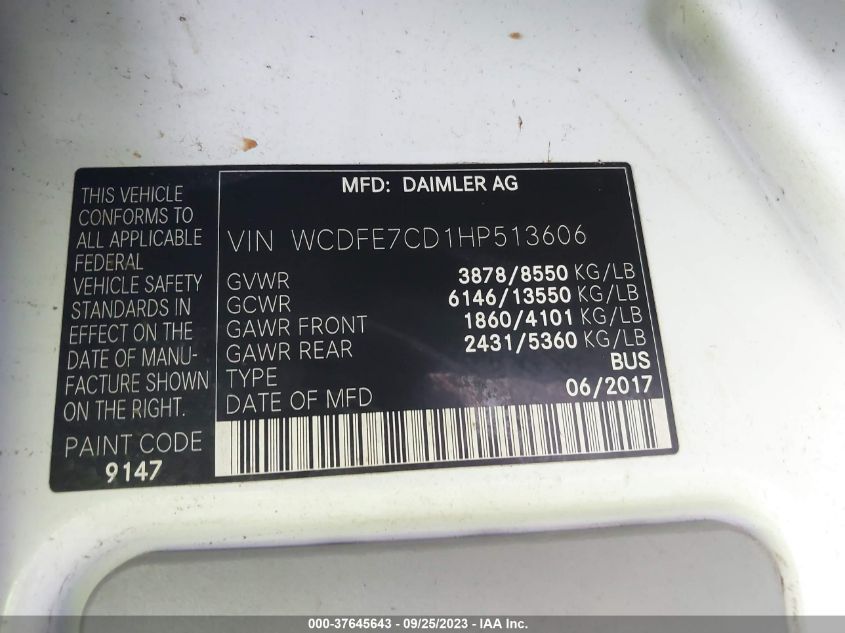 THIS VEHICLE
CONFORMS TO
ALL APPLICABLE
FEDERAL
VEHICLE SAFETY
STANDARDS IN
EFFECT ON THE
DATE OF MANU-
FACTURE SHOWN
ON THE RIGHT.
PAINT CODE
9147
MFD: DAIMLER AG
VIN WCDFE7CD1HP513606
GVWR 3878/8550 KG/LB
GCWR 6146/13550 KG/LB
GAWR FRONT 1860/4101 KG/LB
GAWR REAR 2431/5360 KG/LB
TYPE BUS
DATE OF MFD 06/2017
000-37645643 - 09/25/2023 - IAA Inc.